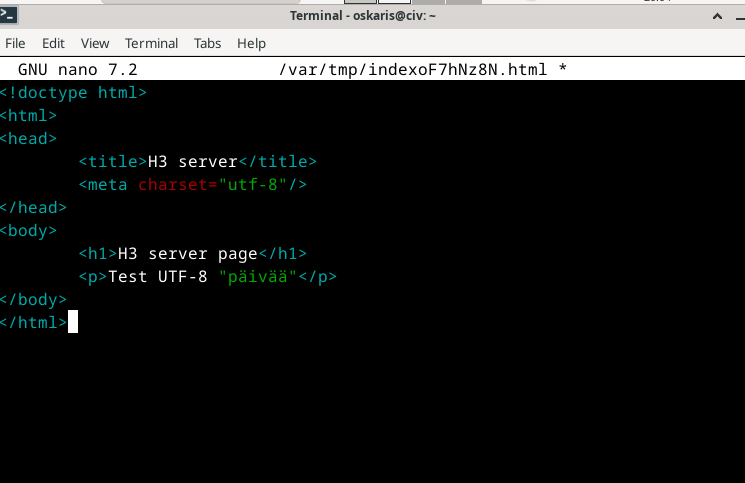 Terminal - oskaris@civ: ~
File Edit View Terminal Tabs Help
GNU nano 7.2 /var/tmp/indexoF7hNz8N.html *
<!doctype html>
<html>
<head>
<title>H3 server</title>
<meta charset="utf-8"/>
</head>
<body>
<h1>H3 server page</h1>
<p>Test UTF-8 "päivää"</p>
</body>
</html>